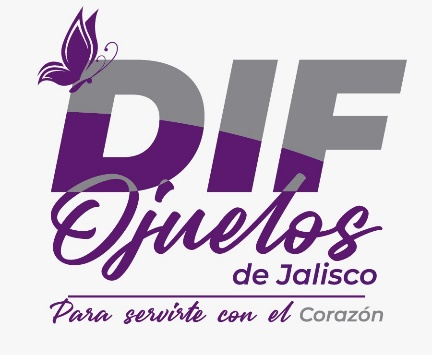 DIF
Ojuelos
de Jalisco
Para servirte con el Corazón